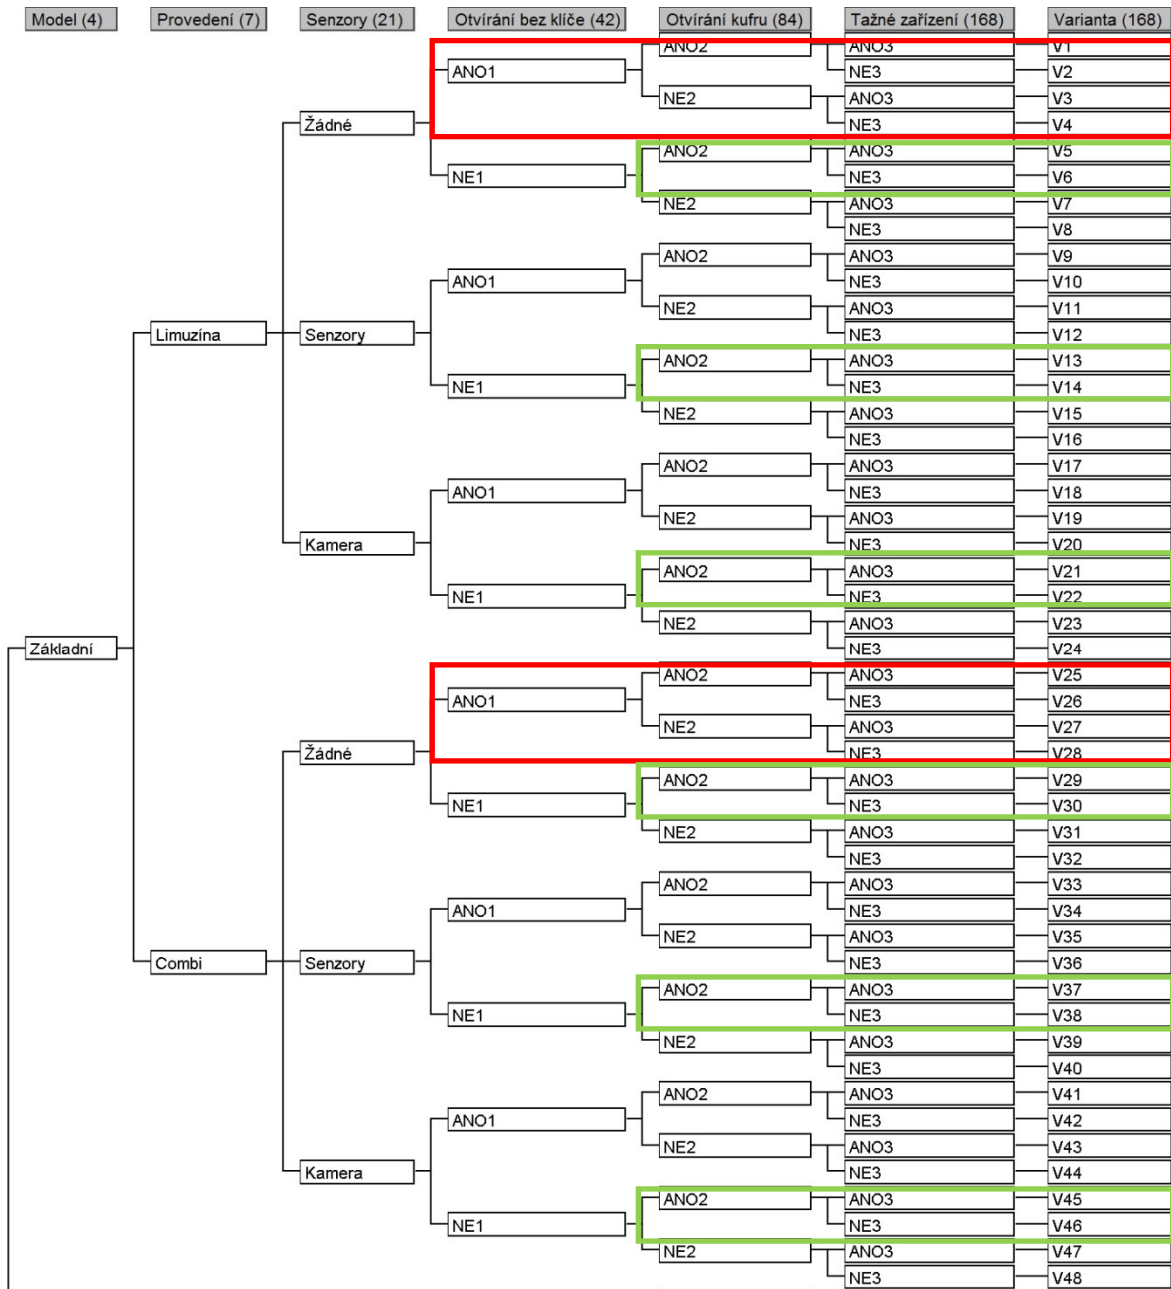 Model (4) Provedení (7) Senzory (21) Otvírání bez klíče (42) Otvírání kufru (84) Tažné zařízení (168) Varianta (168)
ANO2 ANO3 V1
ANO1 NE3 V2
NE2 ANO3 V3
Žádné NE3 V4
ANO2 ANO3 V5
NE1 NE3 V6
NE2 ANO3 V7
NE3 V8
ANO2 ANO3 V9
ANO1 NE3 V10
NE2 ANO3 V11
Limuzína Senzory NE3 V12
ANO2 ANO3 V13
NE1 NE3 V14
NE2 ANO3 V15
NE3 V16
ANO2 ANO3 V17
ANO1 NE3 V18
NE2 ANO3 V19
Kamera NE3 V20
ANO2 ANO3 V21
NE1 NE3 V22
NE2 ANO3 V23
Základní NE3 V24
ANO2 ANO3 V25
ANO1 NE3 V26
NE2 ANO3 V27
Žádné NE3 V28
ANO2 ANO3 V29
NE1 NE3 V30
NE2 ANO3 V31
NE3 V32
ANO2 ANO3 V33
ANO1 NE3 V34
NE2 ANO3 V35
Combi Senzory NE3 V36
ANO2 ANO3 V37
NE1 NE3 V38
NE2 ANO3 V39
NE3 V40
ANO2 ANO3 V41
ANO1 NE3 V42
NE2 ANO3 V43
Kamera NE3 V44
ANO2 ANO3 V45
NE1 NE3 V46
NE2 ANO3 V47
NE3 V48